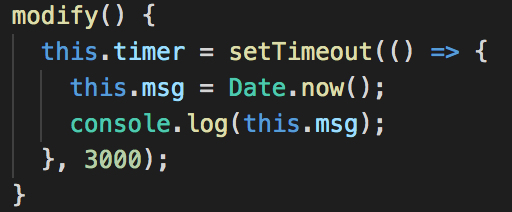 modify() {
  this.timer = setTimeout(() => {
    this.msg = Date.now();
    console.log(this.msg);
  }, 3000);
}